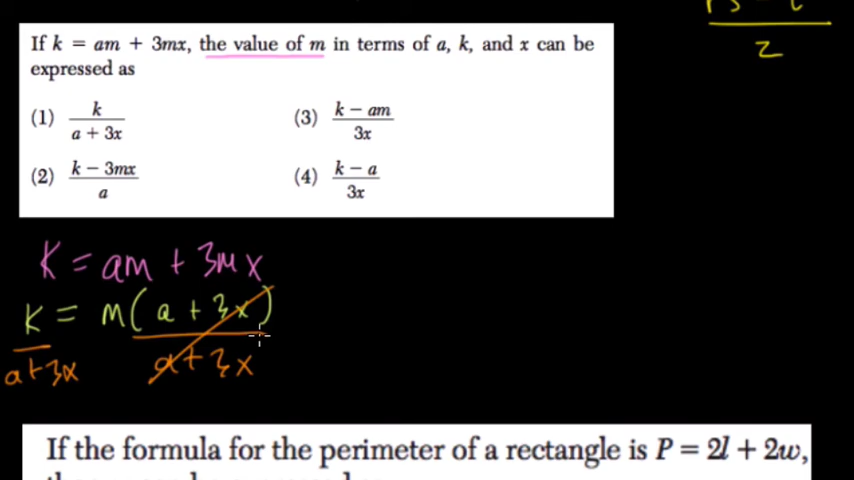 If k = am + 3mx, the value of m in terms of a, k, and x can be
expressed as
(1) k / (a + 3x) (3) (k − am) / 3x
(2) (k − 3mx) / a (4) (k − a) / 3x
K = am + 3mx
K = m(a + 3x)
a+3x a+3x
2
If the formula for the perimeter of a rectangle is P = 2l + 2w,